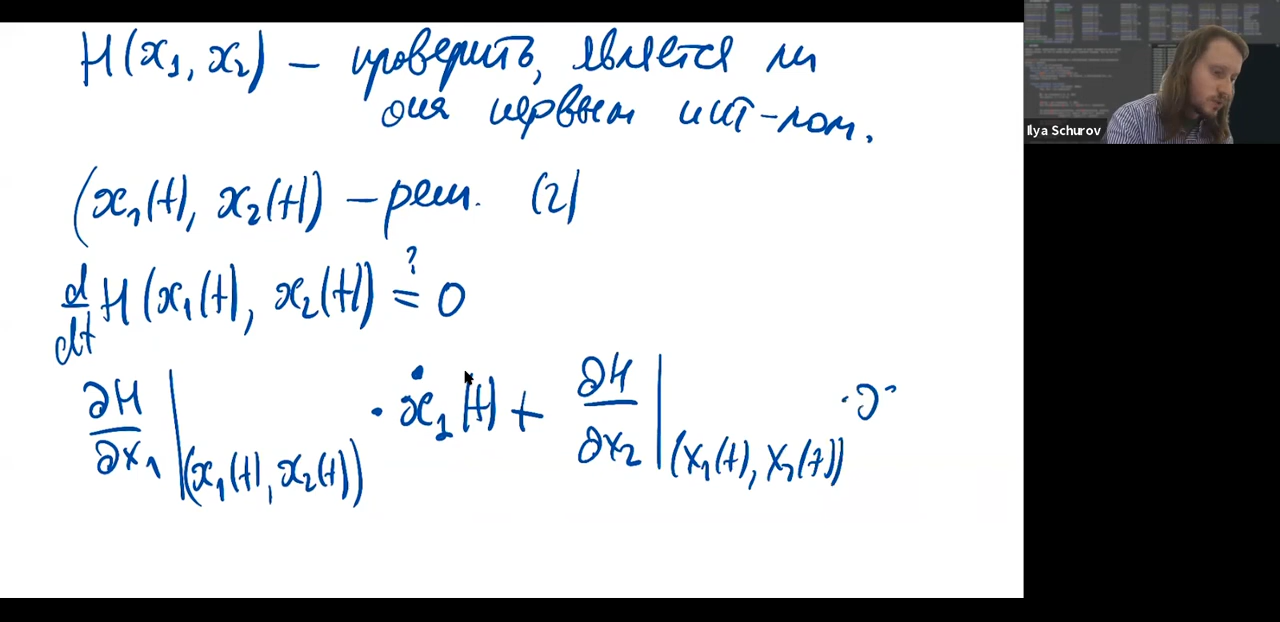 H(x₁, x₂) – проверить, является ли
она первым инт-лом.
(x₁(t), x₂(t)) – реш. (2)
d/dt H(x₁(t), x₂(t)) ?= 0
∂H/∂x₁ |(x₁(t), x₂(t)) · ẋ₁(t) + ∂H/∂x₂ |(x₁(t), x₂(t)) ·
Ilya Schurov